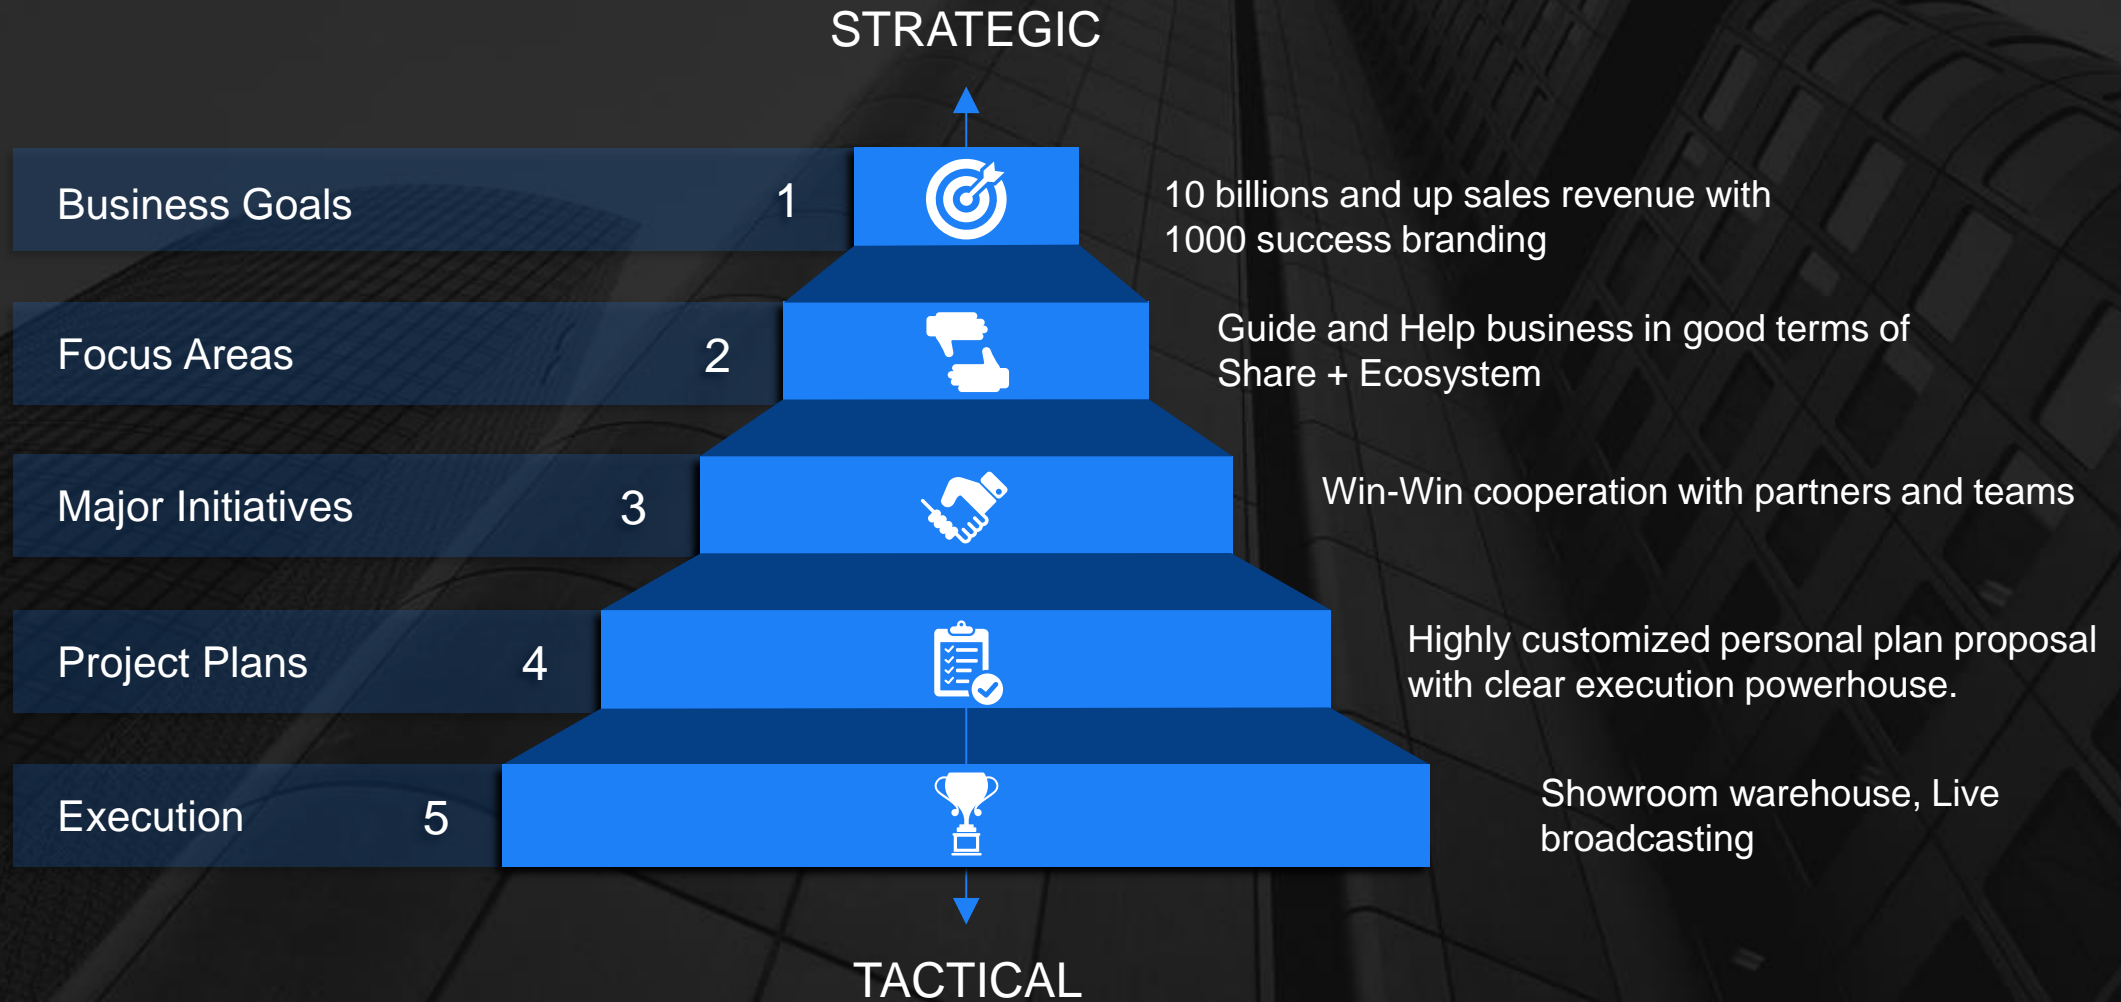 STRATEGIC
Business Goals
1
10 billions and up sales revenue with
1000 success branding
Focus Areas
2
Guide and Help business in good terms of
Share + Ecosystem
Major Initiatives
3
Win-Win cooperation with partners and teams
Project Plans
4
Highly customized personal plan proposal
with clear execution powerhouse.
Execution
5
Showroom warehouse, Live
broadcasting
TACTICAL